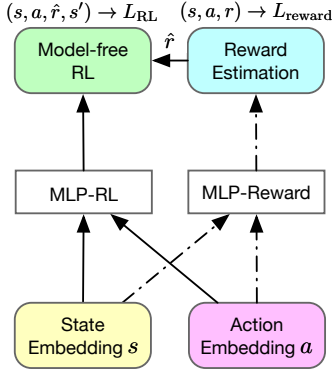 (s, a, r̂, s′) → L_RL
(s, a, r) → L_reward
Model-free
RL
r̂
Reward
Estimation
MLP-RL
MLP-Reward
State
Embedding s
Action
Embedding a